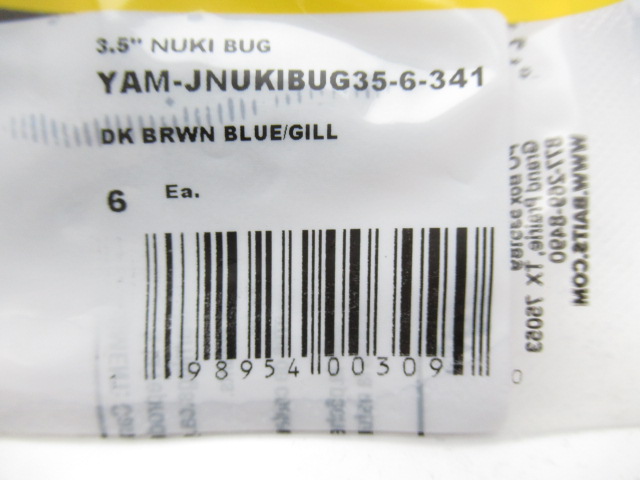 3.5" NUKI BUG
YAM-JNUKIBUG35-6-341
DK BRWN BLUE/GILL
6 Ea.
98954 00309 0
WWW.BAITS.COM
Grand Prairie, TX 75053
PO Box